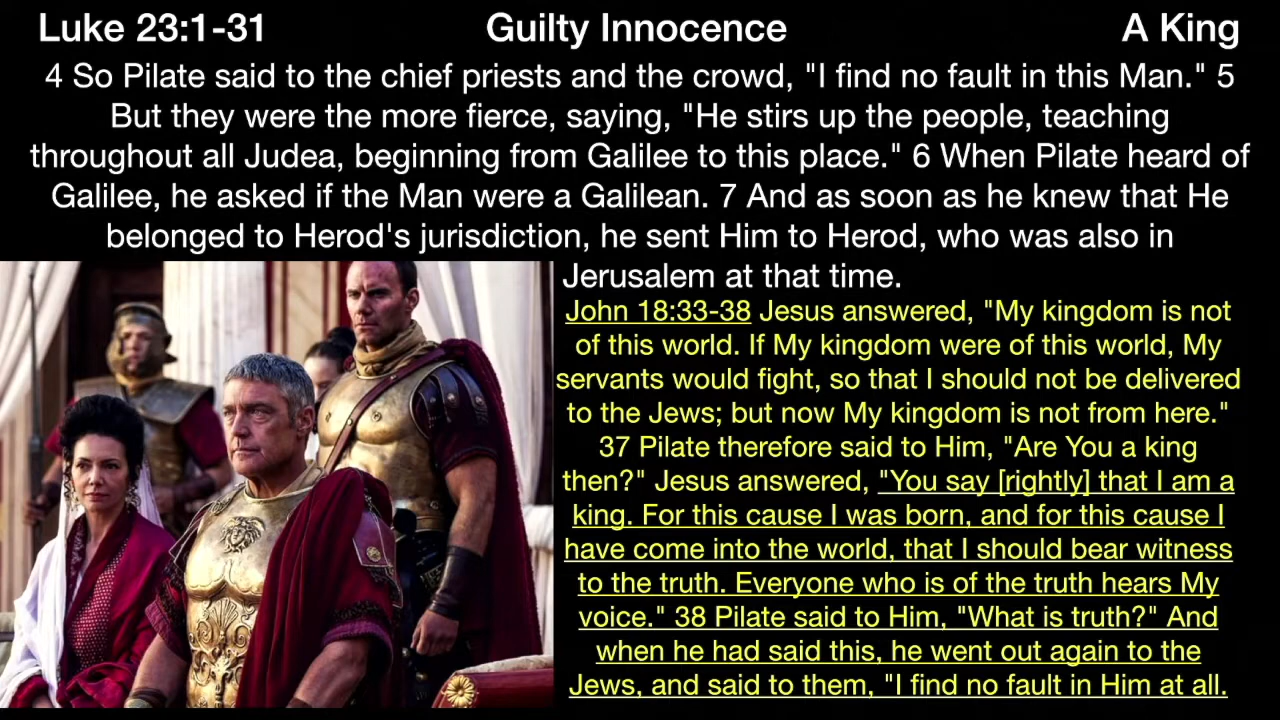 Luke 23:1-31 Guilty Innocence A King
4 So Pilate said to the chief priests and the crowd, "I find no fault in this Man." 5
But they were the more fierce, saying, "He stirs up the people, teaching
throughout all Judea, beginning from Galilee to this place." 6 When Pilate heard of
Galilee, he asked if the Man were a Galilean. 7 And as soon as he knew that He
belonged to Herod's jurisdiction, he sent Him to Herod, who was also in
Jerusalem at that time.
John 18:33-38 Jesus answered, "My kingdom is not
of this world. If My kingdom were of this world, My
servants would fight, so that I should not be delivered
to the Jews; but now My kingdom is not from here."
37 Pilate therefore said to Him, "Are You a king
then?" Jesus answered, "You say [rightly] that I am a
king. For this cause I was born, and for this cause I
have come into the world, that I should bear witness
to the truth. Everyone who is of the truth hears My
voice." 38 Pilate said to Him, "What is truth?" And
when he had said this, he went out again to the
Jews, and said to them, "I find no fault in Him at all.